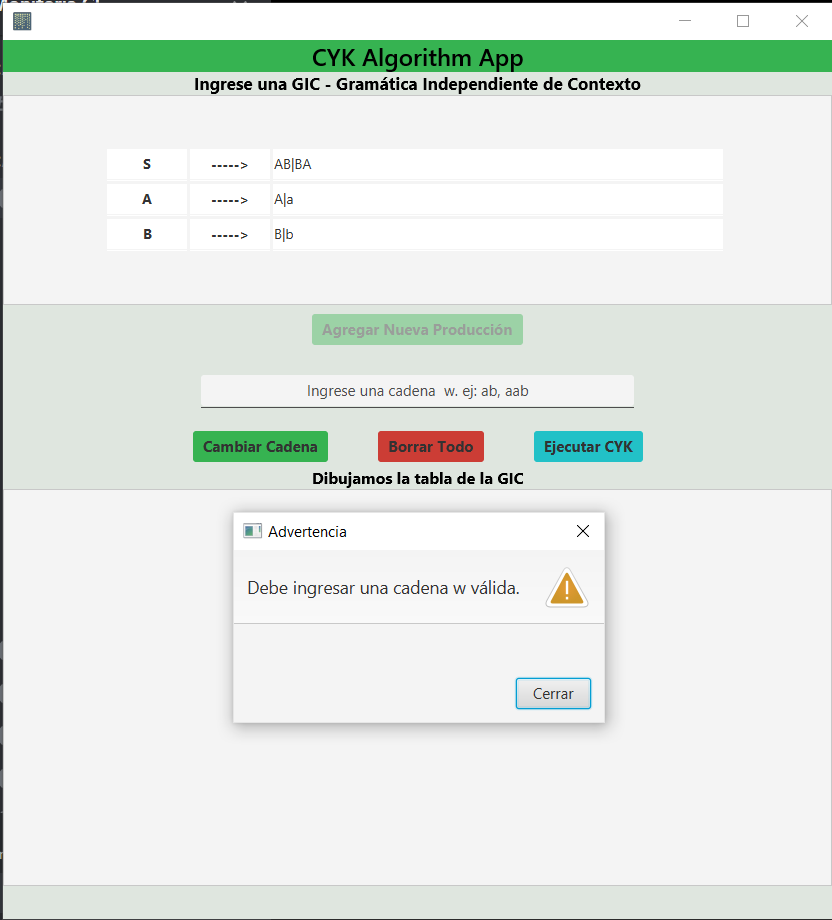 CYK Algorithm App
Ingrese una GIC - Gramática Independiente de Contexto
S -----> AB|BA
A -----> A|a
B -----> B|b
Agregar Nueva Producción
Ingrese una cadena w. ej: ab, aab
Cambiar Cadena Borrar Todo Ejecutar CYK
Dibujamos la tabla de la GIC
Advertencia
Debe ingresar una cadena w válida.
Cerrar